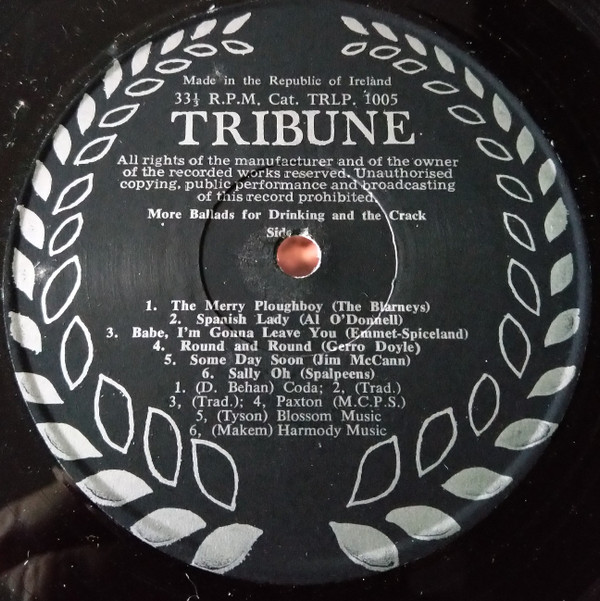 Made in the Republic of Ireland
33⅓ R.P.M. Cat. TRLP. 1005
TRIBUNE
All rights of the manufacturer and of the owner
of the recorded works reserved. Unauthorised
copying, public performance and broadcasting
of this record prohibited.
More Ballads for Drinking and the Crack
Side
1. The Merry Ploughboy (The Blarneys)
2. Spanish Lady (Al O'Donnell)
3. Babe, I'm Gonna Leave You (Emmet-Spiceland)
4. Round and Round (Gerro Doyle)
5. Some Day Soon (Jim McCann)
6. Sally Oh (Spalpeens)
1. (D. Behan) Coda; 2, (Trad.)
3, (Trad.); 4, Paxton (M.C.P.S.)
5, (Tyson) Blossom Music
6, (Makem) Harmody Music